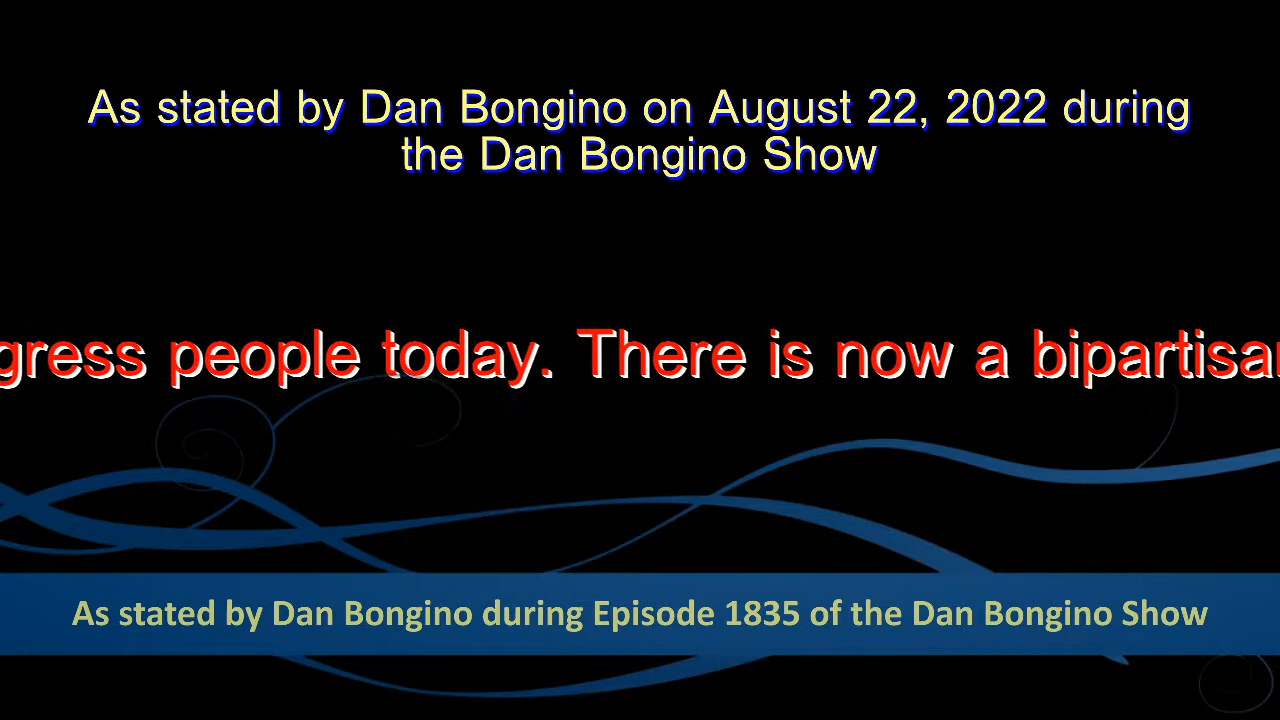 As stated by Dan Bongino on August 22, 2022 during
the Dan Bongino Show
gress people today. There is now a bipartisan
As stated by Dan Bongino during Episode 1835 of the Dan Bongino Show